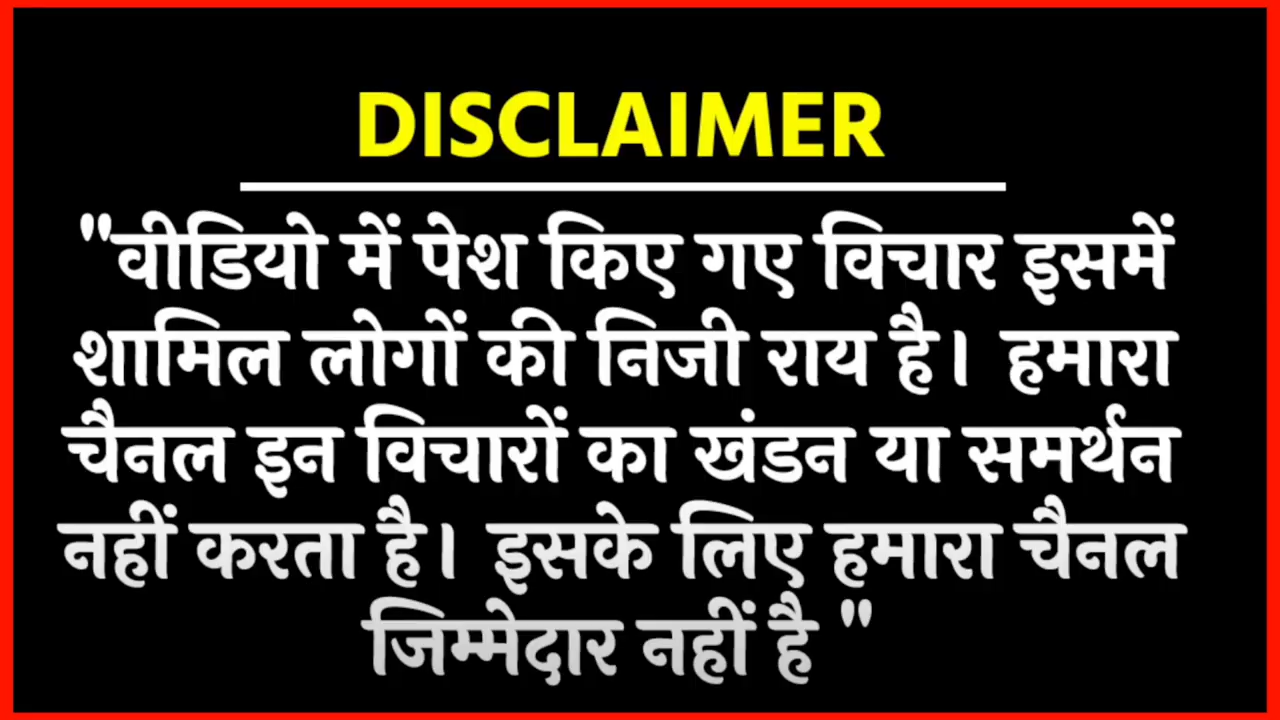 DISCLAIMER
"वीडियो में पेश किए गए विचार इसमें
शामिल लोगों की निजी राय है। हमारा
चैनल इन विचारों का खंडन या समर्थन
नहीं करता है। इसके लिए हमारा चैनल
जिम्मेदार नहीं है "